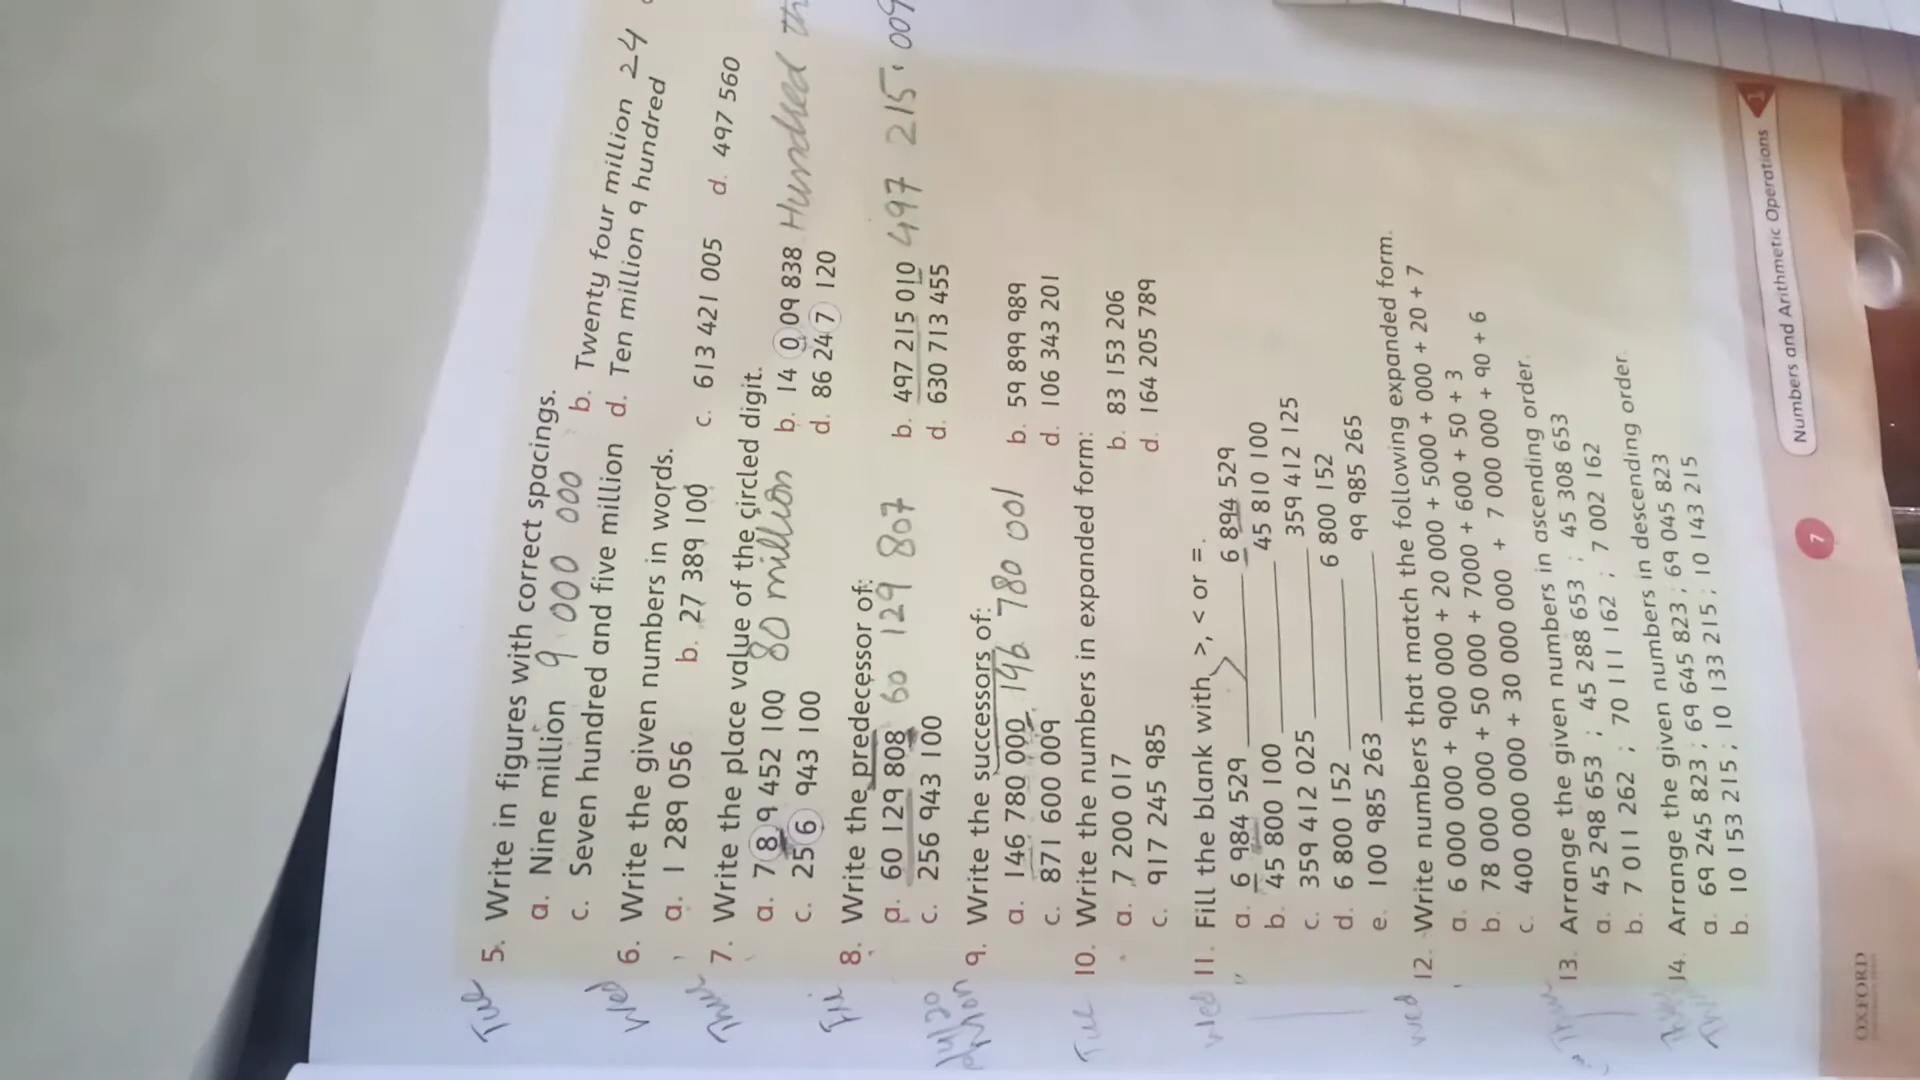 Tue 5. Write in figures with correct spacings.
a. Nine million 9 000 000 b. Twenty four million 24
c. Seven hundred and five million d. Ten million 9 hundred
Wed 6. Write the given numbers in words.
a. 1 289 056 b. 27 389 100 c. 613 421 005 d. 497 560
7. Write the place value of the circled digit.
a. 789 452 100 80 million b. 14 009 838 Hundred th
c. 256 943 100 d. 86 247 120
Fri 8. Write the predecessor of:
a. 60 129 808 60 129 807 b. 497 215 010 497 215 009
c. 256 943 100 d. 630 713 455
Mon 9. Write the successors of:
a. 146 780 000 146 780 001 b. 59 899 989
c. 871 600 009 d. 106 343 201
Tue 10. Write the numbers in expanded form:
a. 7 200 017 b. 83 153 206
c. 917 245 985 d. 164 205 789
Wed 11. Fill the blank with >, < or =.
a. 6 984 529 > 6 894 529
b. 45 800 100 45 810 100
c. 359 412 025 359 412 125
d. 6 800 152 6 800 152
e. 100 985 263 99 985 265
Wed 12. Write numbers that match the following expanded form.
a. 6 000 000 + 900 000 + 20 000 + 5000 + 000 + 20 + 7
b. 78 000 000 + 50 000 + 7000 + 600 + 50 + 3
c. 400 000 000 + 30 000 000 + 7 000 000 + 90 + 6
13. Arrange the given numbers in ascending order.
a. 45 298 653 ; 45 288 653 ; 45 308 653
b. 7 011 262 ; 70 111 162 ; 7 002 162
14. Arrange the given numbers in descending order.
a. 69 245 823 ; 69 645 823 ; 69 045 823
b. 10 153 215 ; 10 133 215 ; 10 143 215
OXFORD 7 Numbers and Arithmetic Operations 1